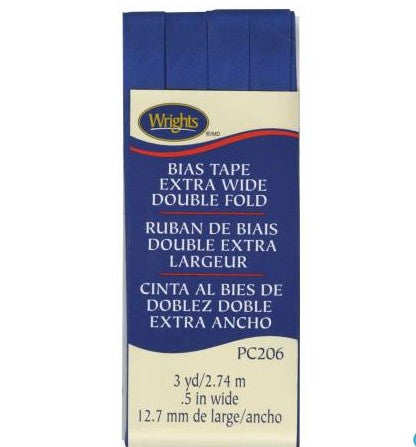 Wrights
®IMD
BIAS TAPE
EXTRA WIDE
DOUBLE FOLD
RUBAN DE BIAIS
DOUBLE EXTRA
LARGEUR
CINTA AL BIES DE
DOBLEZ DOBLE
EXTRA ANCHO
PC206
3 yd/2.74 m
.5 in wide
12.7 mm de large/ancho